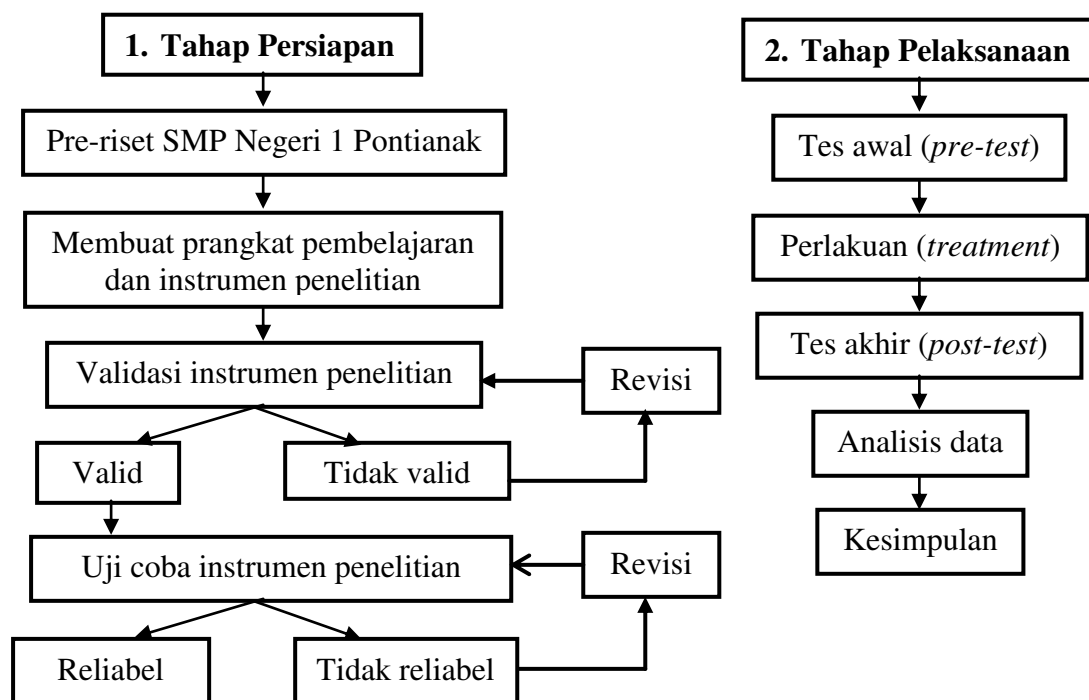 1. Tahap Persiapan
Pre-riset SMP Negeri 1 Pontianak
Membuat prangkat pembelajaran
dan instrumen penelitian
Validasi instrumen penelitian
Revisi
Valid
Tidak valid
Uji coba instrumen penelitian
Revisi
Reliabel
Tidak reliabel
2. Tahap Pelaksanaan
Tes awal (pre-test)
Perlakuan (treatment)
Tes akhir (post-test)
Analisis data
Kesimpulan